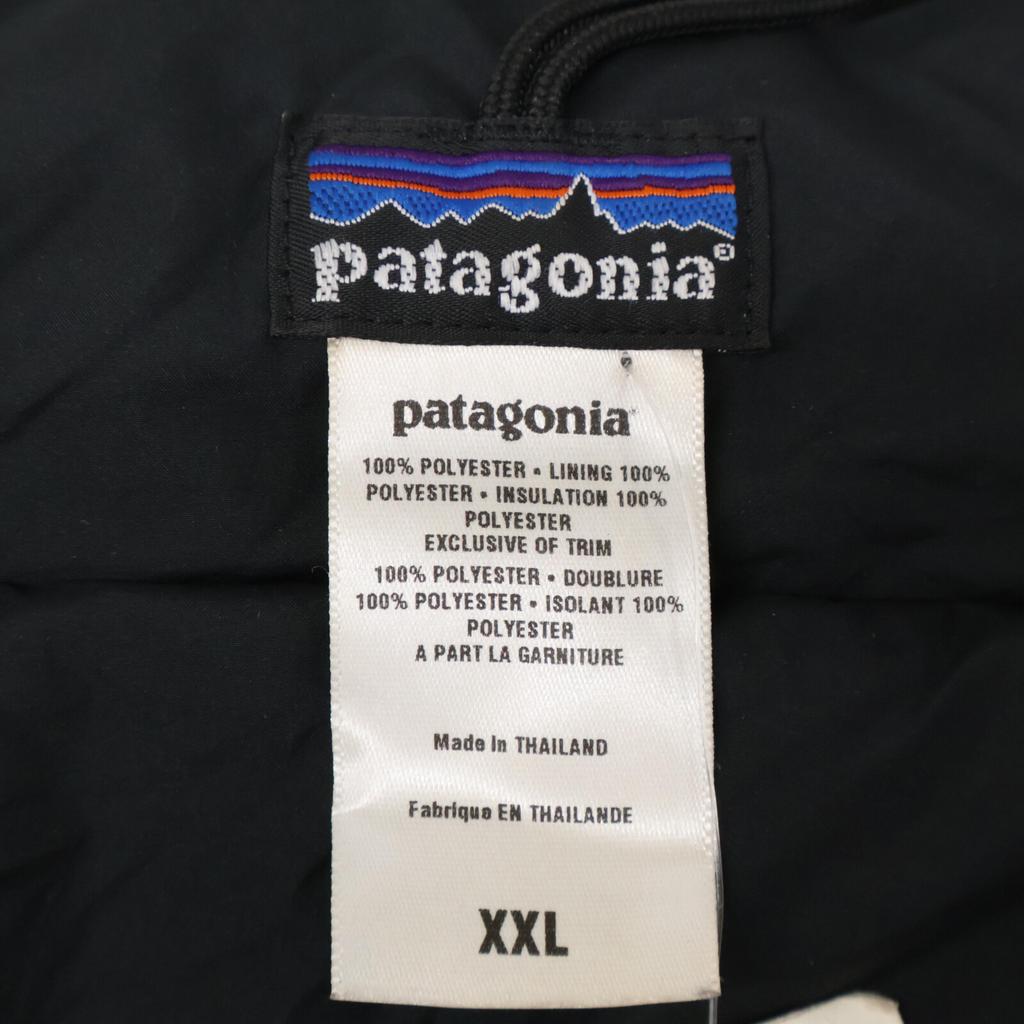 patagonia®
patagonia
100% POLYESTER • LINING 100%
POLYESTER • INSULATION 100%
POLYESTER
EXCLUSIVE OF TRIM
100% POLYESTER • DOUBLURE
100% POLYESTER • ISOLANT 100%
POLYESTER
A PART LA GARNITURE
Made In THAILAND
Fabrique EN THAILANDE
XXL